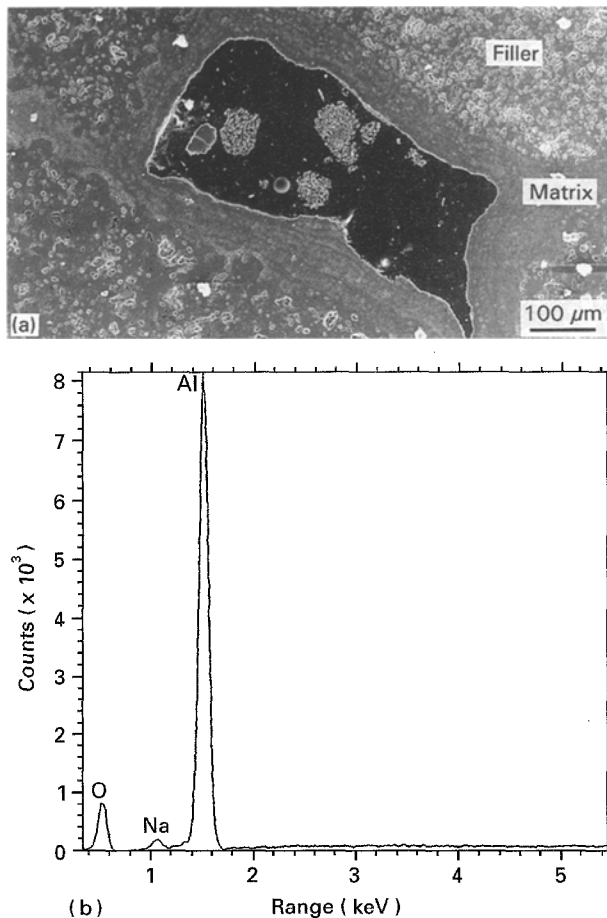 Filler
Matrix
(a)
100 μm
Al
O
Na
8
7
6
5
4
3
2
1
0
Counts (x 10³)
1
2
3
4
5
Range (keV)
(b)